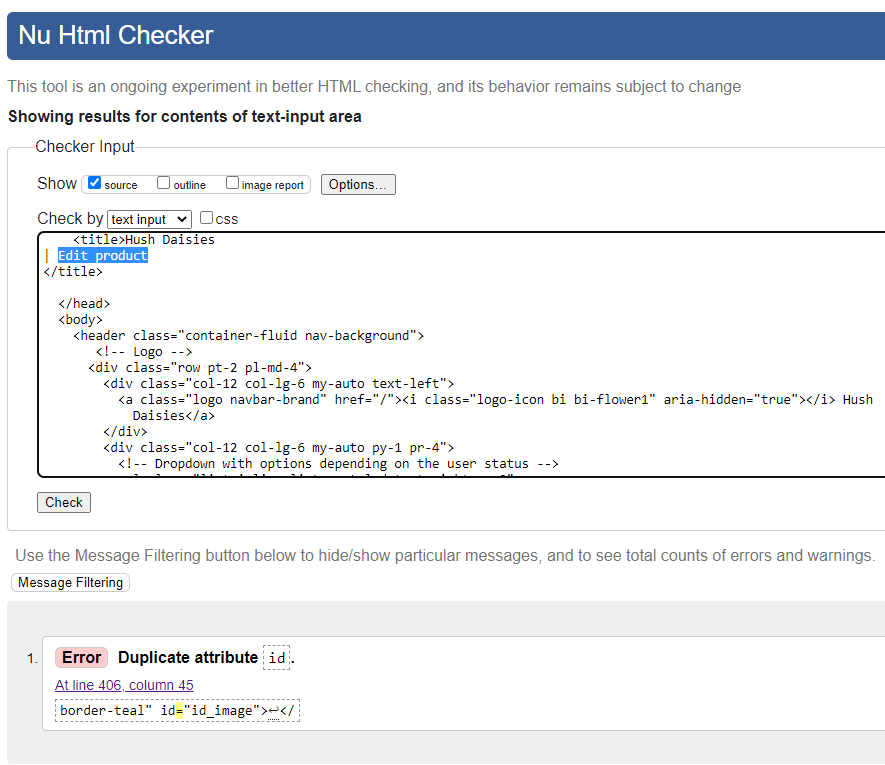 Nu Html Checker
This tool is an ongoing experiment in better HTML checking, and its behavior remains subject to change
Showing results for contents of text-input area
Checker Input
Show source outline image report Options...
Check by text input css
<title>Hush Daisies
| Edit product
</title>
</head>
<body>
<header class="container-fluid nav-background">
<!-- Logo -->
<div class="row pt-2 pl-md-4">
<div class="col-12 col-lg-6 my-auto text-left">
<a class="logo navbar-brand" href="/"><i class="logo-icon bi bi-flower1" aria-hidden="true"></i> Hush
Daisies</a>
</div>
<div class="col-12 col-lg-6 my-auto py-1 pr-4">
<!-- Dropdown with options depending on the user status -->
Check
Use the Message Filtering button below to hide/show particular messages, and to see total counts of errors and warnings.
Message Filtering
1. Error Duplicate attribute id.
At line 406, column 45
border-teal" id="id_image">↩</